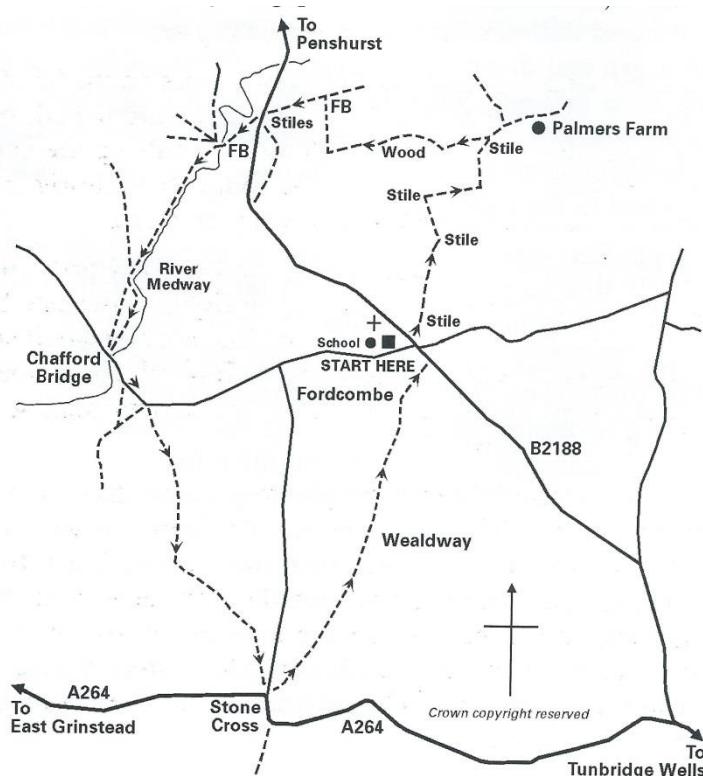 To
Penshurst
FB
Stiles
FB
Palmers Farm
Wood
Stile
Stile
Stile
River
Medway
Stile
School
START HERE
Chafford
Bridge
Fordcombe
B2188
Wealdway
A264
To
East Grinstead
Stone
Cross
A264
Crown copyright reserved
To
Tunbridge Wells